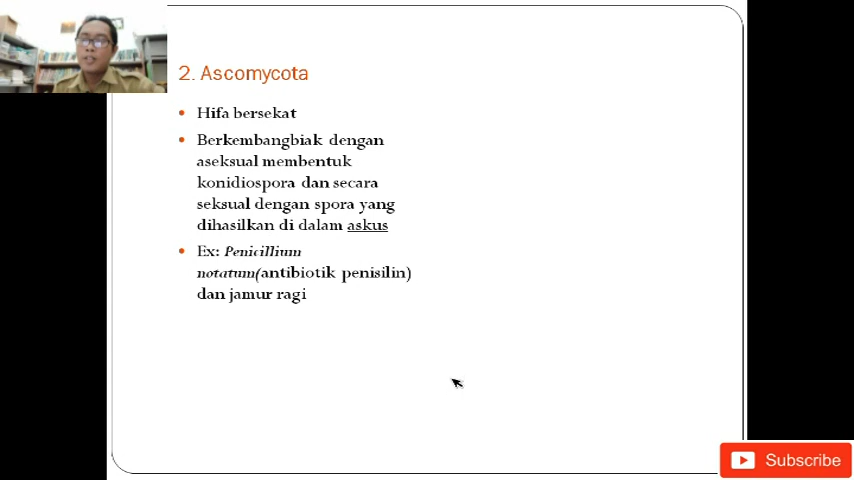 2. Ascomycota
• Hifa bersekat
• Berkembangbiak dengan
aseksual membentuk
konidiospora dan secara
seksual dengan spora yang
dihasilkan di dalam askus
• Ex: Penicillium
notatum(antibiotik penisilin)
dan jamur ragi
Subscribe